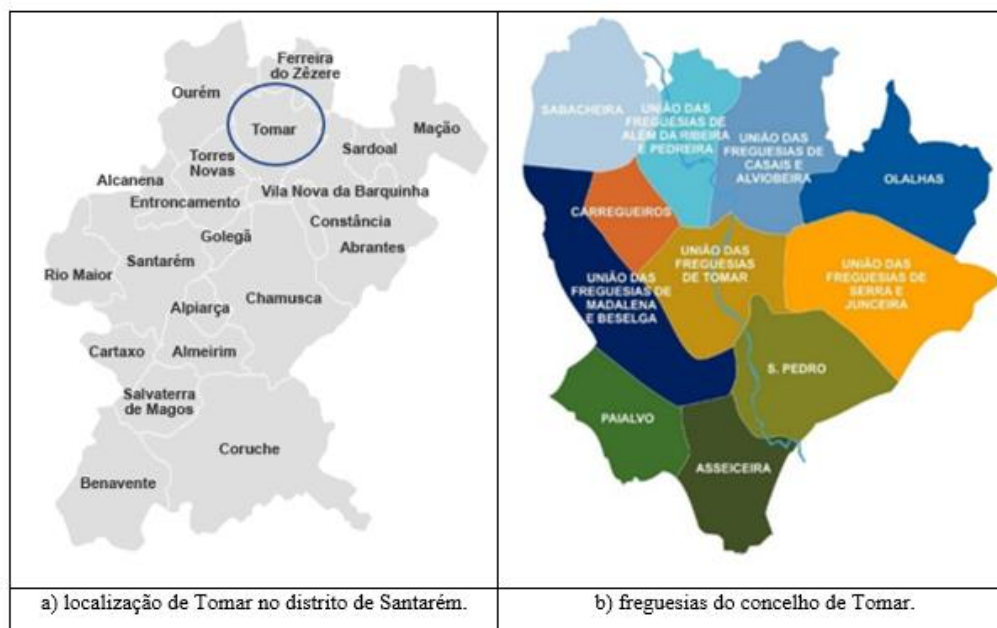 Ferreira
do Zêzere
Ourém
Tomar
Mação
Sardoal
Torres
Novas
Alcanena
Vila Nova da Barquinha
Entroncamento
Constância
Golegã
Abrantes
Santarém
Rio Maior
Chamusca
Alpiarça
Cartaxo
Almeirim
Salvaterra
de Magos
Coruche
Benavente
a) localização de Tomar no distrito de Santarém.
SABACHEIRA
UNIÃO DAS
FREGUESIAS DE
ALÉM DA RIBEIRA
E PEDREIRA
UNIÃO DAS
FREGUESIAS DE
CASAIS E
ALVIOBEIRA
OLALHAS
CARREGUEIROS
UNIÃO DAS
FREGUESIAS
DE TOMAR
UNIÃO DAS
FREGUESIAS DE
SERRA E
JUNCEIRA
UNIÃO DAS
FREGUESIAS DE
MADALENA
E BESELGA
S. PEDRO
PAIALVO
ASSEICEIRA
b) freguesias do concelho de Tomar.